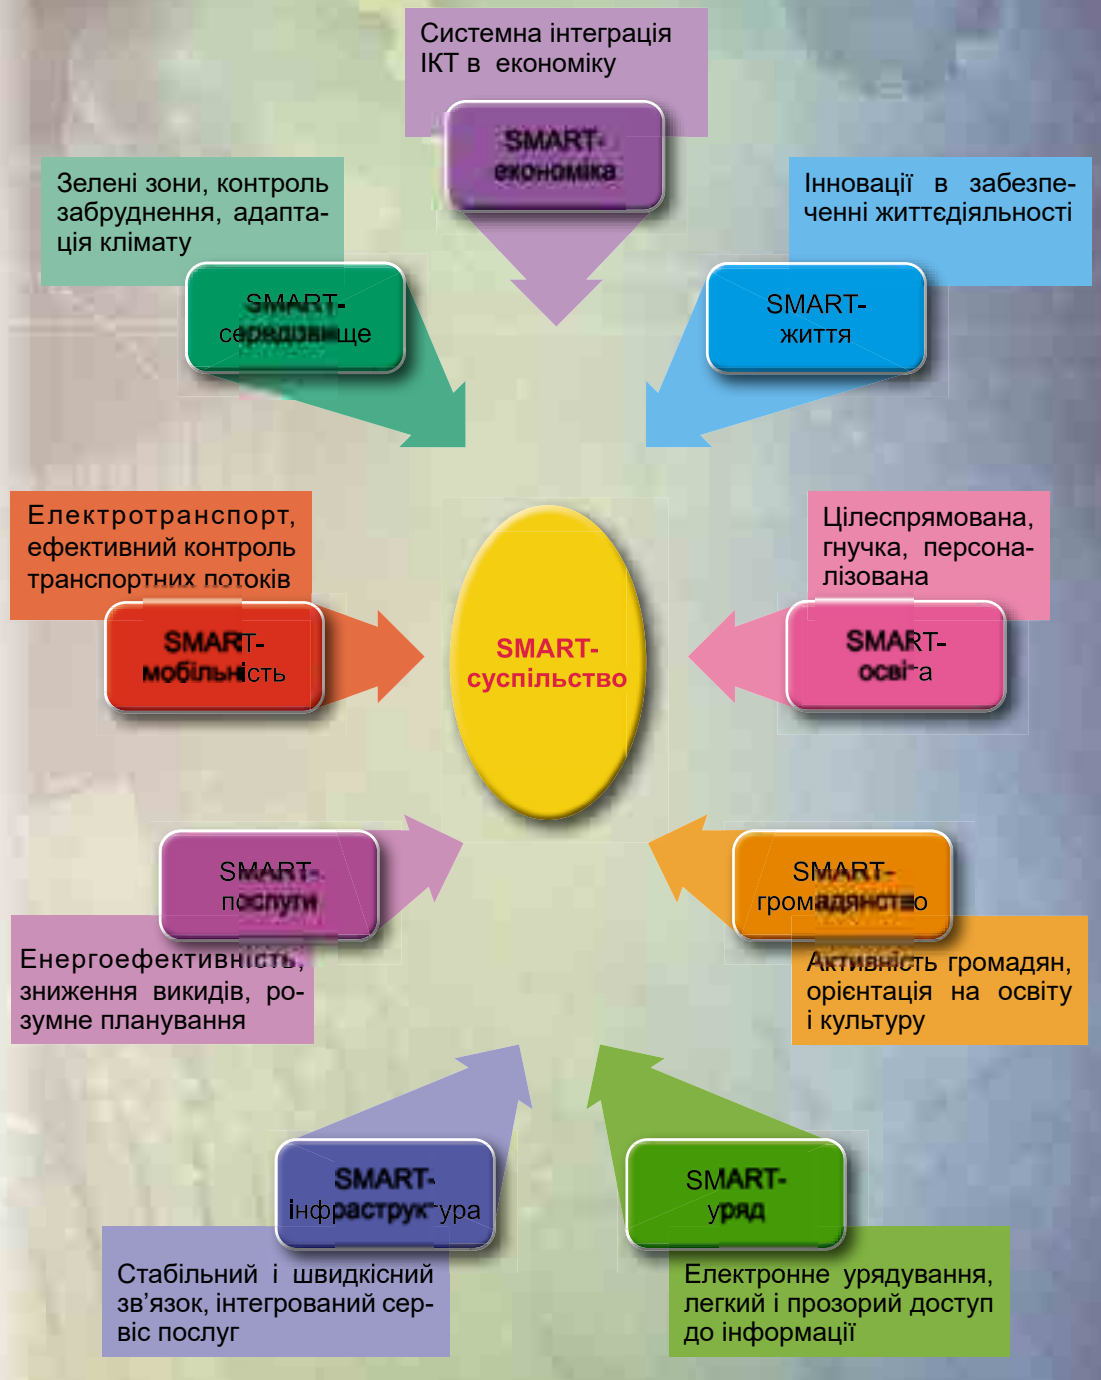 Системна інтеграція
ІКТ в економіку
SMART-
економіка
Зелені зони, контроль
забруднення, адапта-
ція клімату
SMART-
середовище
Інновації в забезпе-
ченні життєдіяльності
SMART-
життя
Електротранспорт,
ефективний контроль
транспортних потоків
SMART-
мобільність
SMART-
суспільство
Цілеспрямована,
гнучка, персона-
лізована
SMART-
освіта
SMART-
послуги
Енергоефективність,
зниження викидів, ро-
зумне планування
SMART-
громадянство
Активність громадян,
орієнтація на освіту
і культуру
SMART-
інфраструктура
Стабільний і швидкісний
зв’язок, інтегрований сер-
віс послуг
SMART-
уряд
Електронне урядування,
легкий і прозорий доступ
до інформації